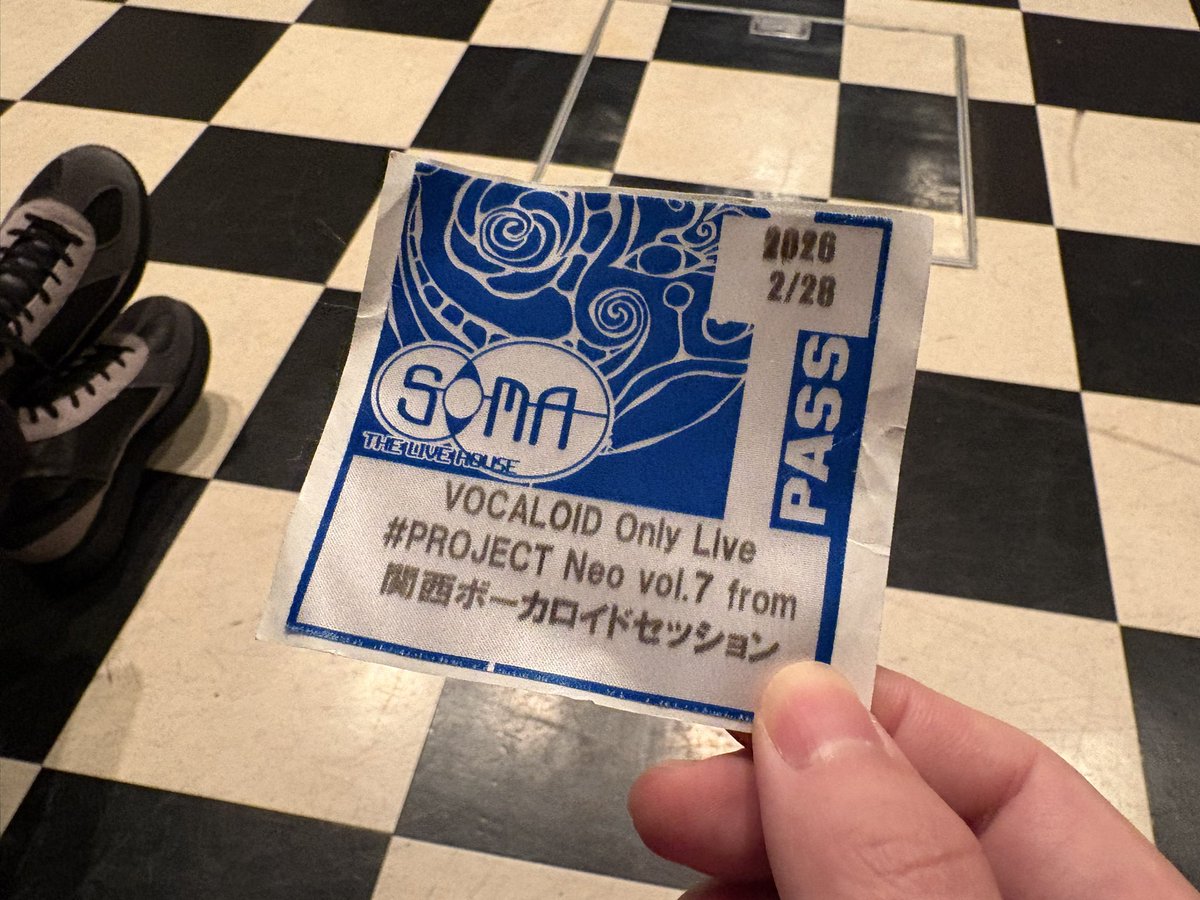 2026
2/28
PASS
SOMA
THE LIVE HOUSE
VOCALOID Only Live
#PROJECT Neo vol.7 from
関西ボーカロイドセッション